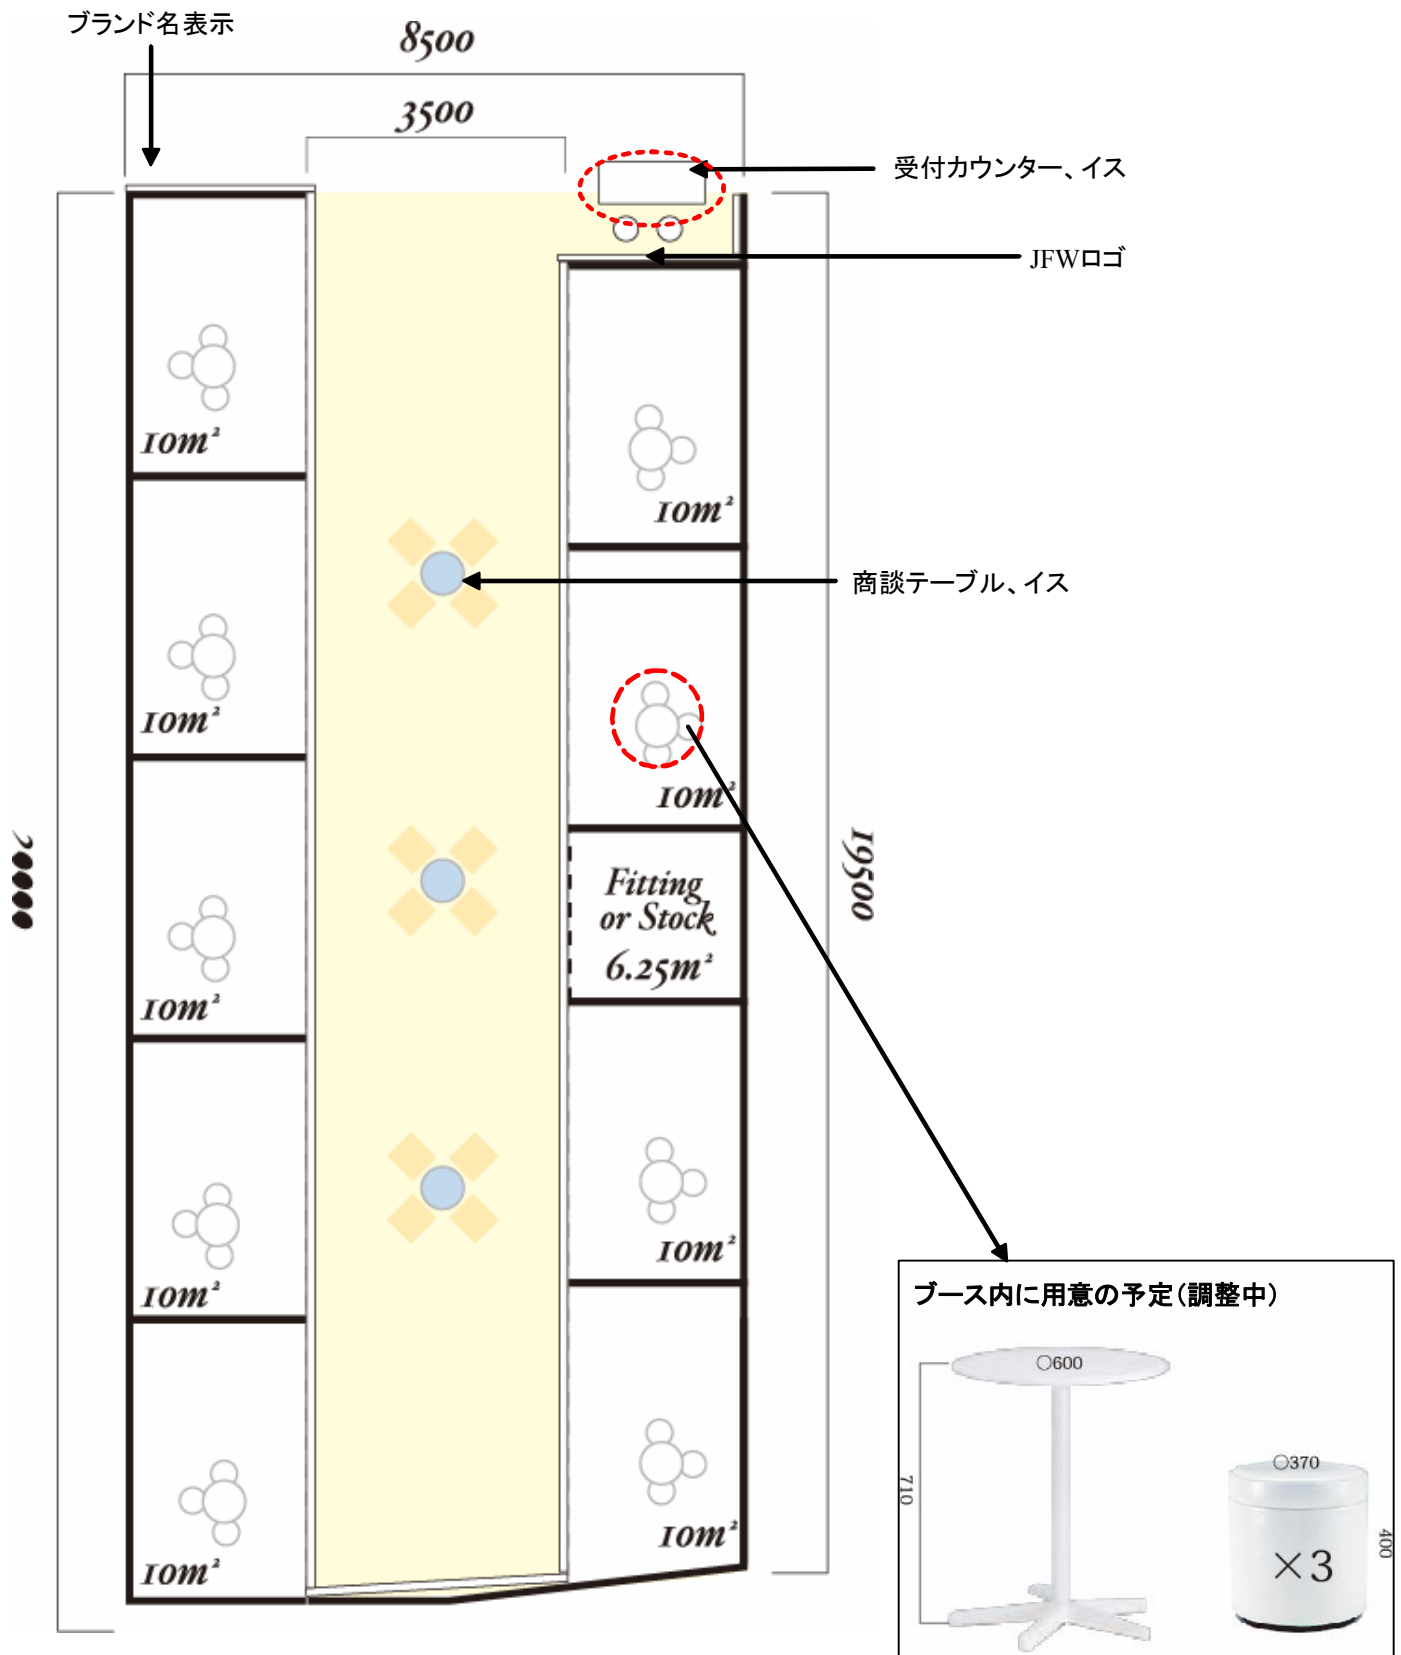 ブランド名表示
8500
3500
受付カウンター、イス
JFWロゴ
10m²
10m²
商談テーブル、イス
10m²
10m²
20000
19500
Fitting
or Stock
6.25m²
10m²
10m²
10m²
10m²
10m²
ブース内に用意の予定(調整中)
○600
710
○370
400
×3